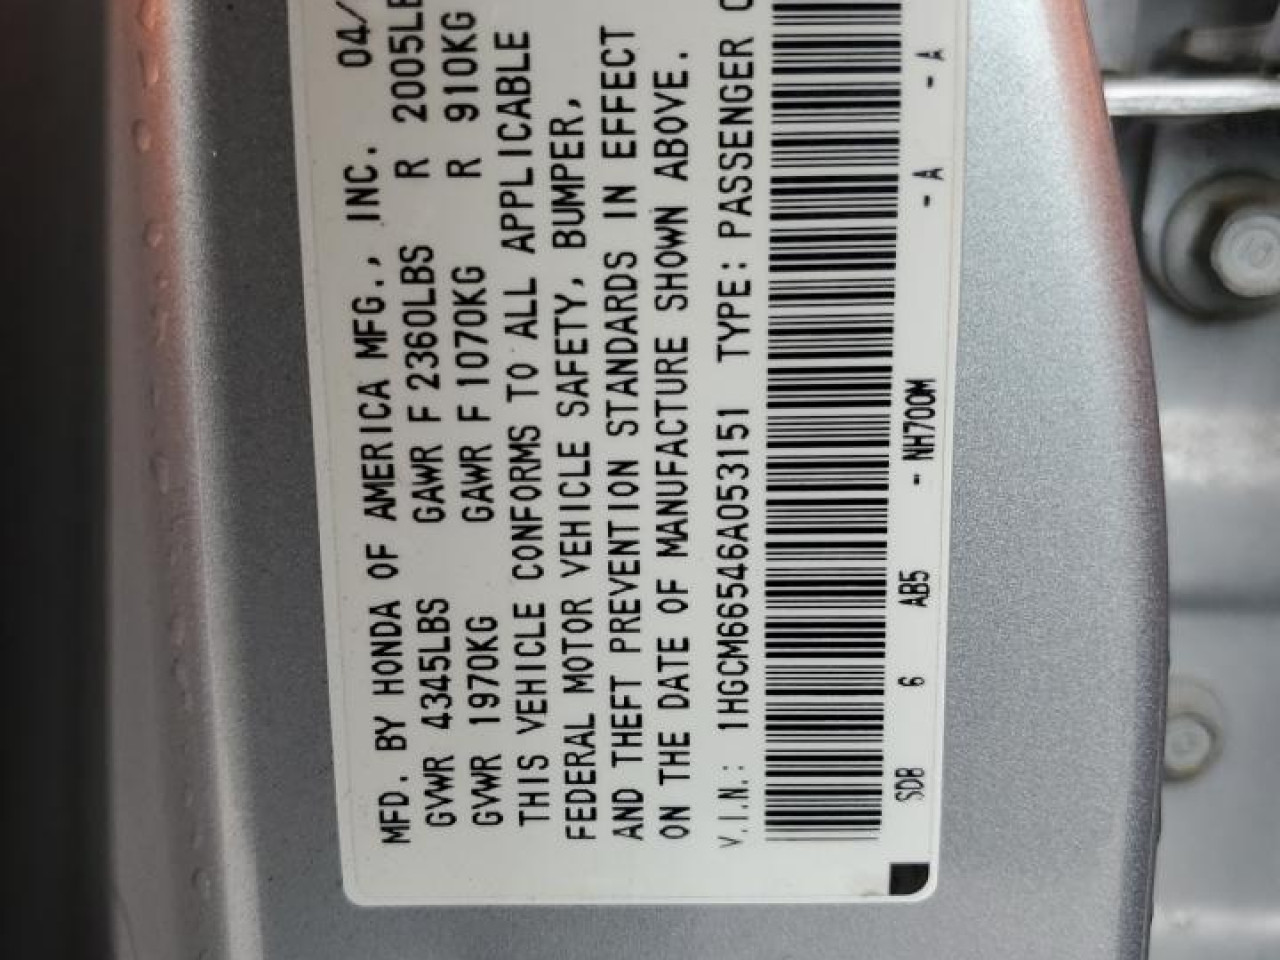 MFD. BY HONDA OF AMERICA MFG., INC. 04/
GVWR 4345LBS GAWR F 2360LBS R 2005LB
GVWR 1970KG GAWR F 1070KG R 910KG
THIS VEHICLE CONFORMS TO ALL APPLICABLE
FEDERAL MOTOR VEHICLE SAFETY, BUMPER,
AND THEFT PREVENTION STANDARDS IN EFFECT
ON THE DATE OF MANUFACTURE SHOWN ABOVE.
V.I.N.: 1HGCM66546A053151 TYPE: PASSENGER C
SDB 6 AB5 - NH700M - A - A